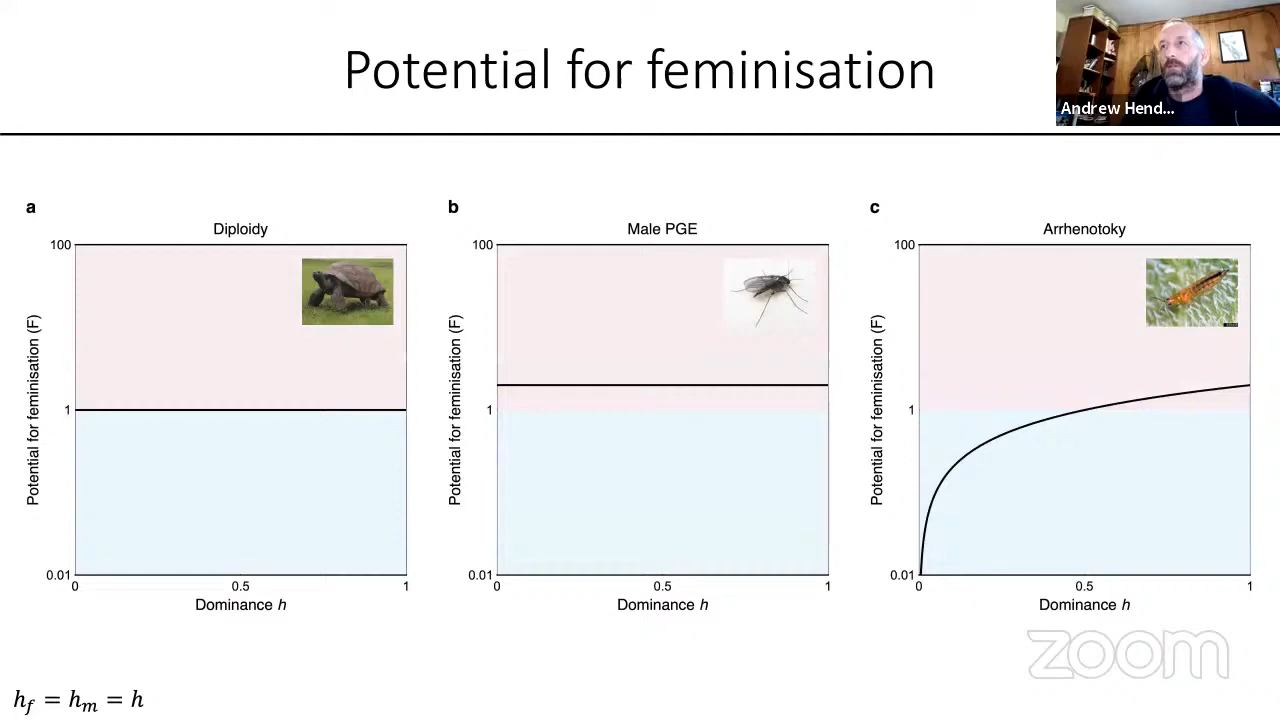 Potential for feminisation
Andrew Hend...
a
Diploidy
100
1
0.01
Potential for feminisation (F)
0
0.5
1
Dominance h
b
Male PGE
100
1
0.01
Potential for feminisation (F)
0
0.5
1
Dominance h
c
Arrhenotoky
100
1
0.01
Potential for feminisation (F)
0
0.5
1
Dominance h
zoom
h_f = h_m = h